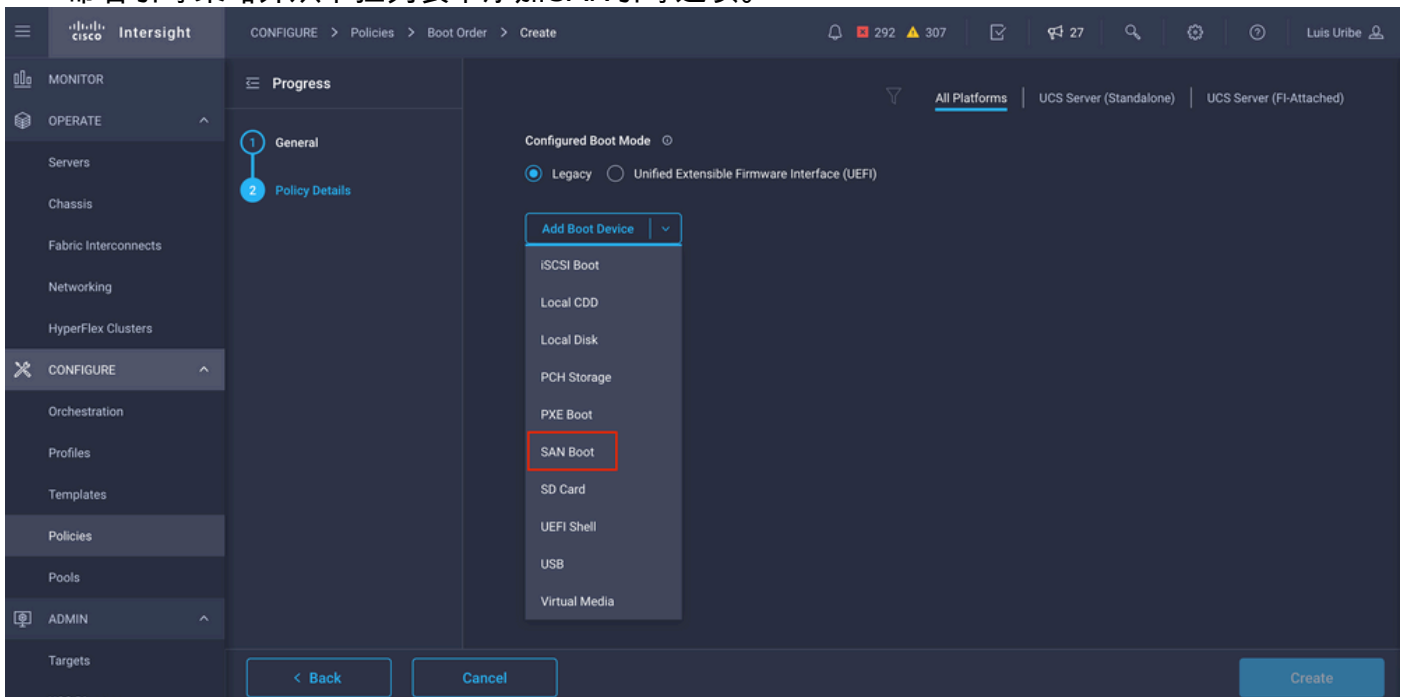 cisco Intersight
CONFIGURE > Policies > Boot Order > Create
292 307
27
Luis Uribe
MONITOR
OPERATE
Servers
Chassis
Fabric Interconnects
Networking
HyperFlex Clusters
CONFIGURE
Orchestration
Profiles
Templates
Policies
Pools
ADMIN
Targets
Progress
1 General
2 Policy Details
All Platforms
UCS Server (Standalone)
UCS Server (FI-Attached)
Configured Boot Mode
Legacy
Unified Extensible Firmware Interface (UEFI)
Add Boot Device
iSCSI Boot
Local CDD
Local Disk
PCH Storage
PXE Boot
SAN Boot
SD Card
UEFI Shell
USB
Virtual Media
< Back
Cancel
Create